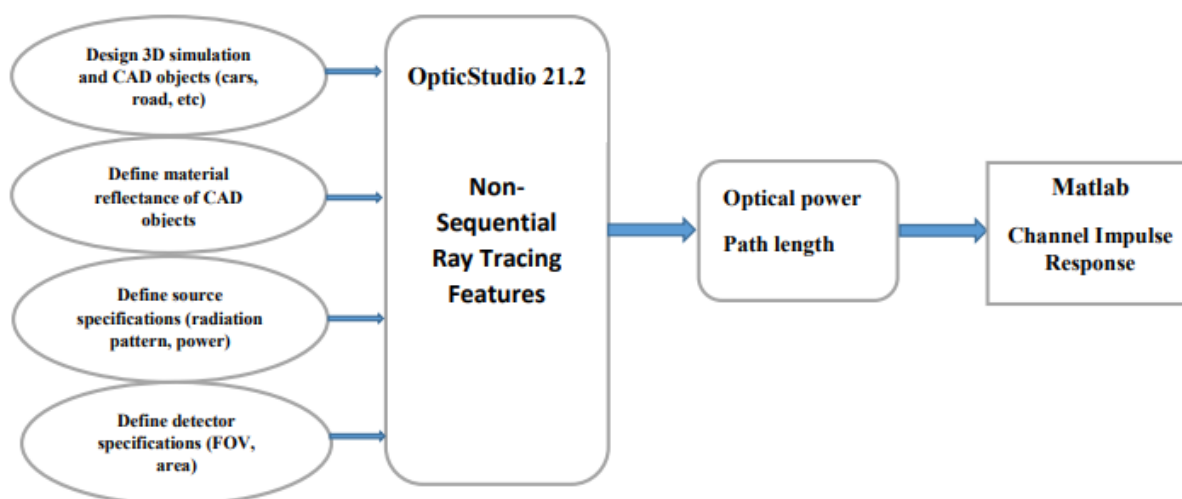 Design 3D simulation
and CAD objects (cars,
road, etc)
Define material
reflectance of CAD
objects
Define source
specifications (radiation
pattern, power)
Define detector
specifications (FOV,
area)
OpticStudio 21.2
Non-
Sequential
Ray Tracing
Features
Optical power
Path length
Matlab
Channel Impulse
Response